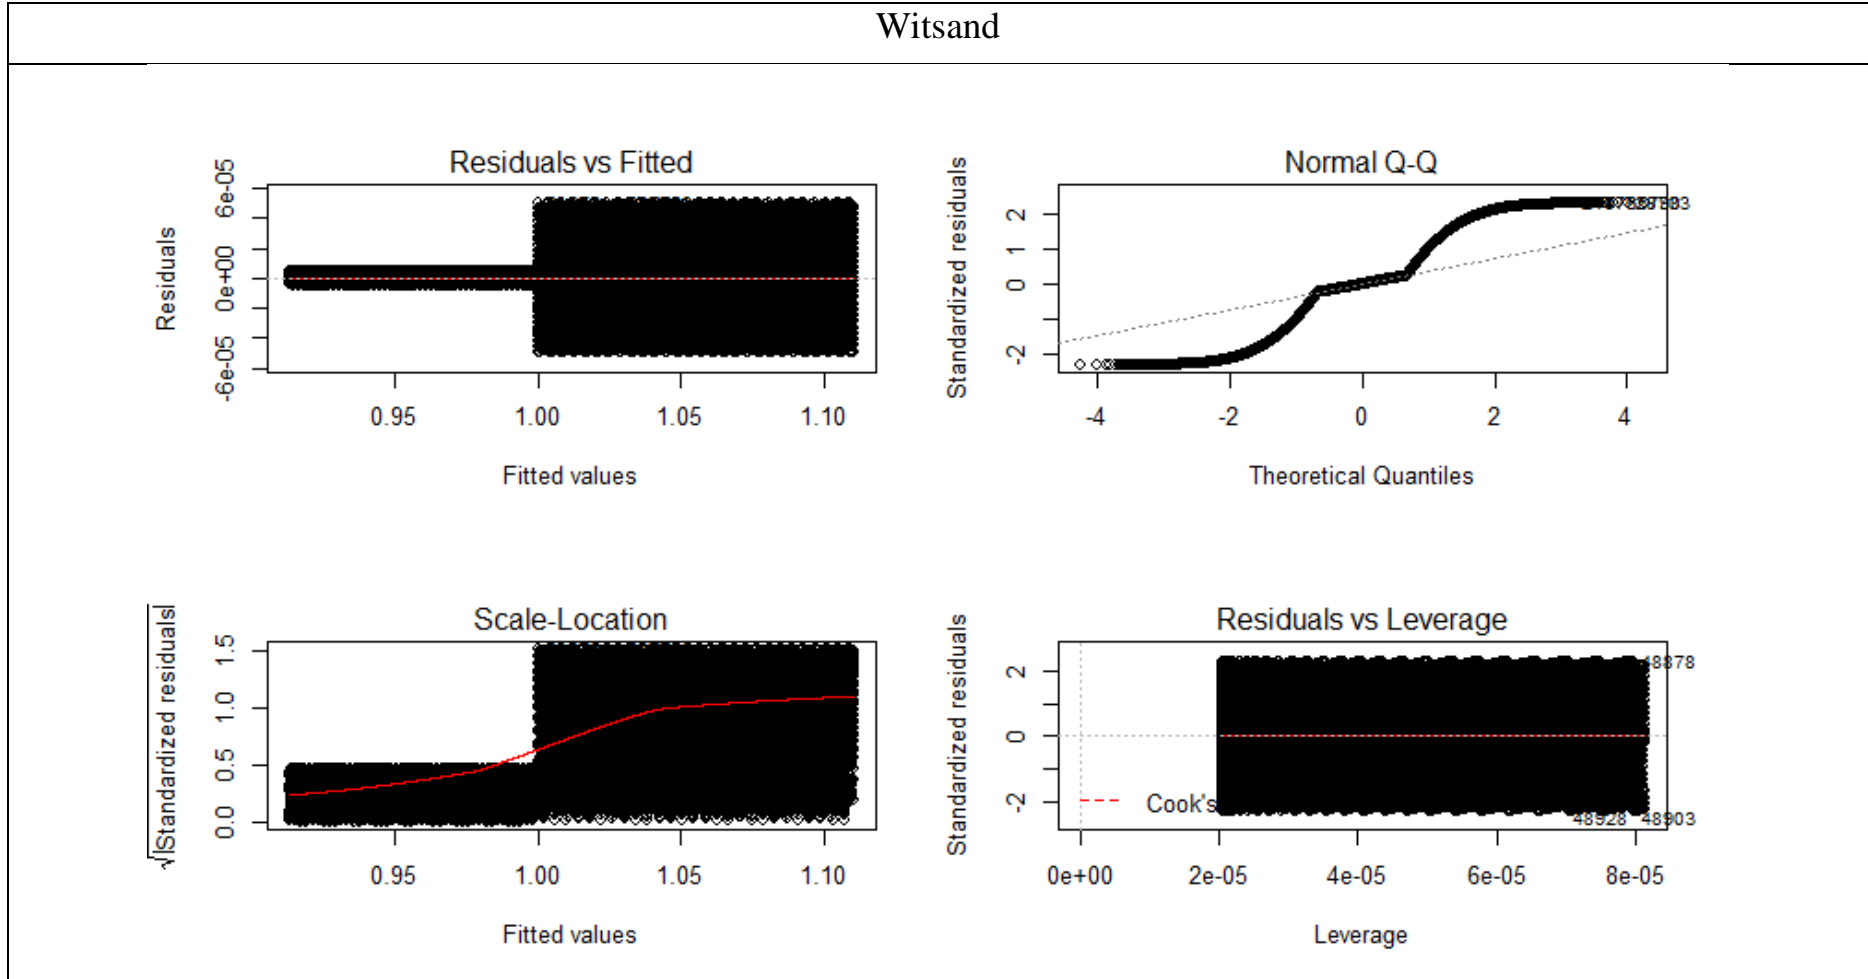 Witsand
Residuals vs Fitted
Residuals
6e-05
0e+00
-6e-05
0.95 1.00 1.05 1.10
Fitted values
Normal Q-Q
Standardized residuals
2
1
0
-2
-4 -2 0 2 4
Theoretical Quantiles
Scale-Location
√|Standardized residuals|
1.5
1.0
0.5
0.0
0.95 1.00 1.05 1.10
Fitted values
Residuals vs Leverage
Standardized residuals
2
0
-2
48878
Cook's
48928 48903
0e+00 2e-05 4e-05 6e-05 8e-05
Leverage